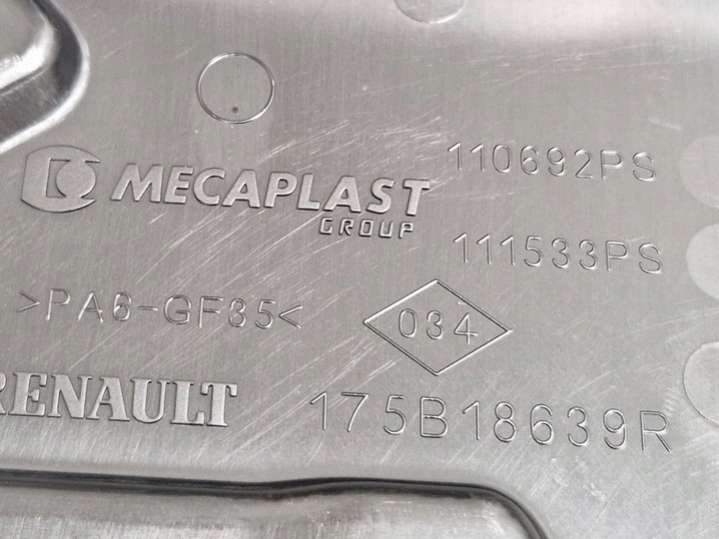 MECAPLAST
GROUP
110692PS
111533PS
>PA6-GF35<
034
RENAULT
175B18639R